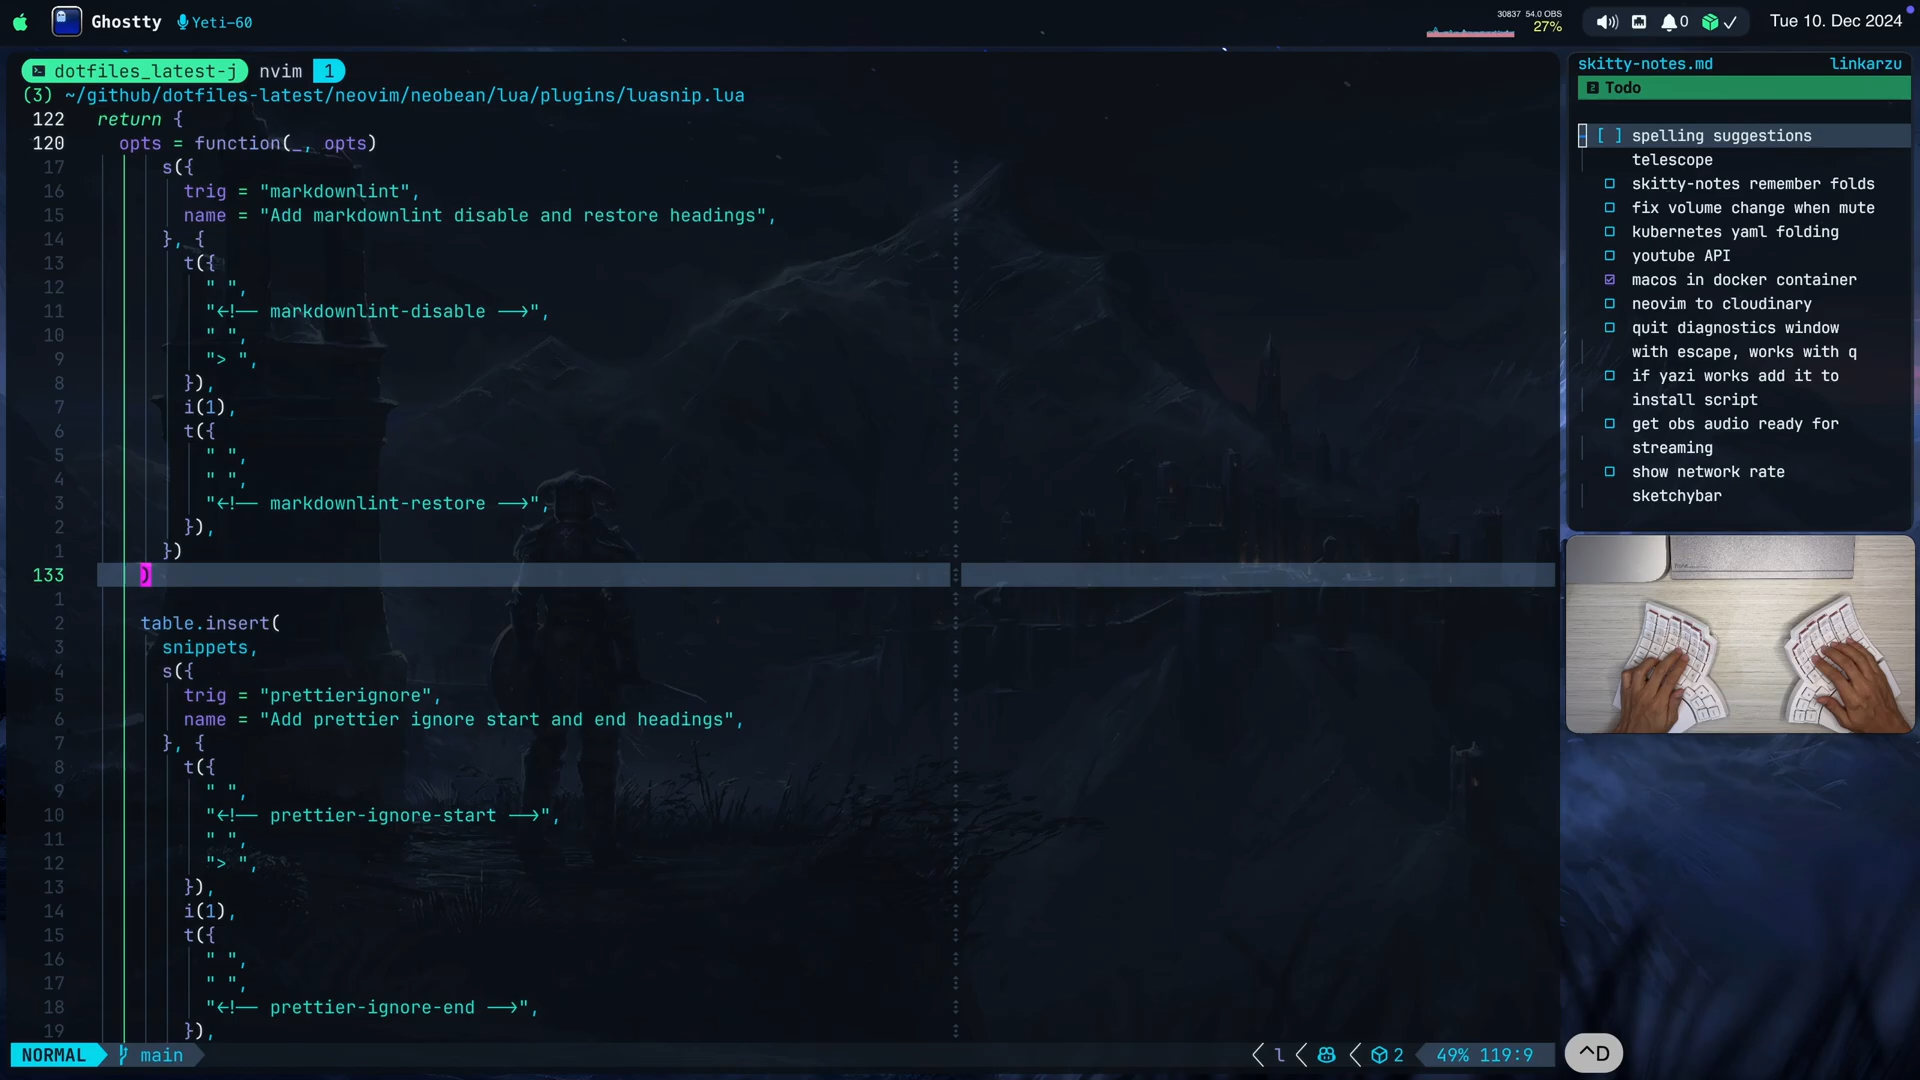 Ghostty Yeti-60
30837 54.0 OBS
27%
0
Tue 10. Dec 2024
dotfiles_latest-j nvim 1
(3) ~/github/dotfiles-latest/neovim/neobean/lua/plugins/luasnip.lua
122 return {
120 opts = function(_, opts)
17 s({
16 trig = "markdownlint",
15 name = "Add markdownlint disable and restore headings",
14 }, {
13 t({
12 " ",
11 "<!-- markdownlint-disable -->",
10 " ",
9 "> ",
8 }),
7 i(1),
6 t({
5 " ",
4 " ",
3 "<!-- markdownlint-restore -->",
2 }),
1 })
133 )
1
2 table.insert(
3 snippets,
4 s({
5 trig = "prettierignore",
6 name = "Add prettier ignore start and end headings",
7 }, {
8 t({
9 " ",
10 "<!-- prettier-ignore-start -->",
11 " ",
12 "> ",
13 }),
14 i(1),
15 t({
16 " ",
17 " ",
18 "<!-- prettier-ignore-end -->",
19 }),
NORMAL main
l 2 49% 119:9
skitty-notes.md linkarzu
2 Todo
- [ ] spelling suggestions
telescope
skitty-notes remember folds
fix volume change when mute
kubernetes yaml folding
youtube API
macos in docker container
neovim to cloudinary
quit diagnostics window
with escape, works with q
if yazi works add it to
install script
get obs audio ready for
streaming
show network rate
sketchybar
^D